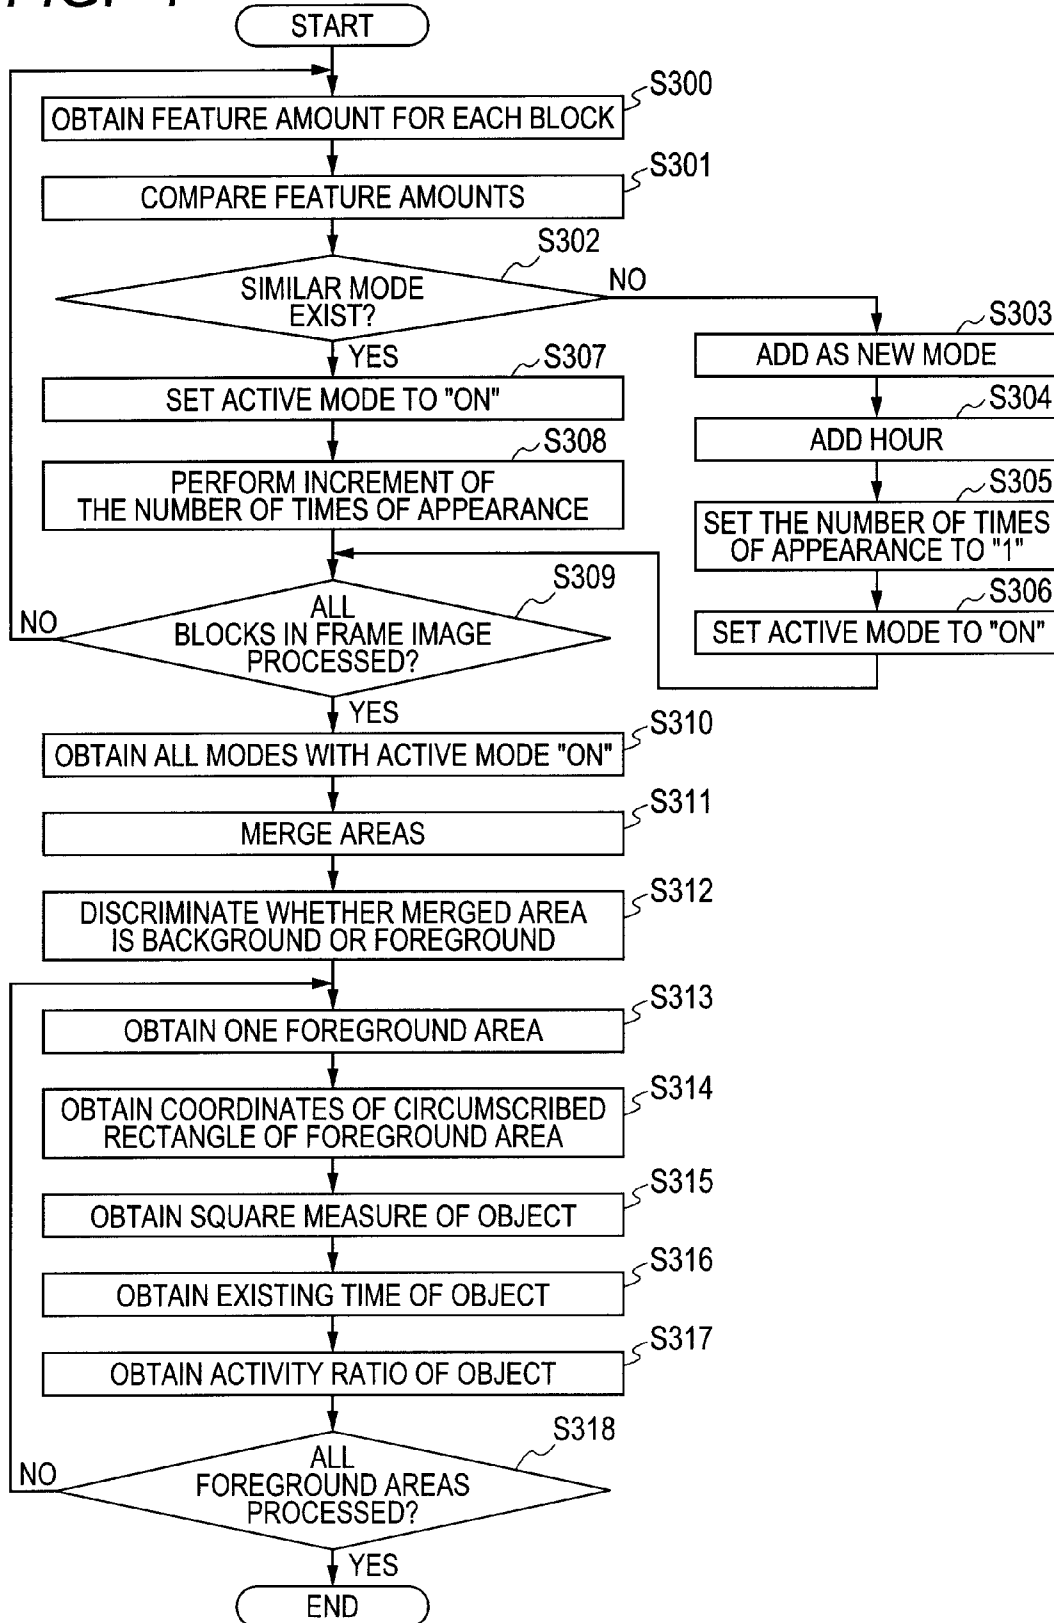 START
S300
OBTAIN FEATURE AMOUNT FOR EACH BLOCK
S301
COMPARE FEATURE AMOUNTS
S302
SIMILAR MODE
EXIST?
NO
YES
S303
ADD AS NEW MODE
S304
ADD HOUR
S305
SET THE NUMBER OF TIMES
OF APPEARANCE TO "1"
S306
SET ACTIVE MODE TO "ON"
S307
SET ACTIVE MODE TO "ON"
S308
PERFORM INCREMENT OF
THE NUMBER OF TIMES OF APPEARANCE
S309
ALL
BLOCKS IN FRAME IMAGE
PROCESSED?
NO
YES
S310
OBTAIN ALL MODES WITH ACTIVE MODE "ON"
S311
MERGE AREAS
S312
DISCRIMINATE WHETHER MERGED AREA
IS BACKGROUND OR FOREGROUND
S313
OBTAIN ONE FOREGROUND AREA
S314
OBTAIN COORDINATES OF CIRCUMSCRIBED
RECTANGLE OF FOREGROUND AREA
S315
OBTAIN SQUARE MEASURE OF OBJECT
S316
OBTAIN EXISTING TIME OF OBJECT
S317
OBTAIN ACTIVITY RATIO OF OBJECT
S318
ALL
FOREGROUND AREAS
PROCESSED?
NO
YES
END